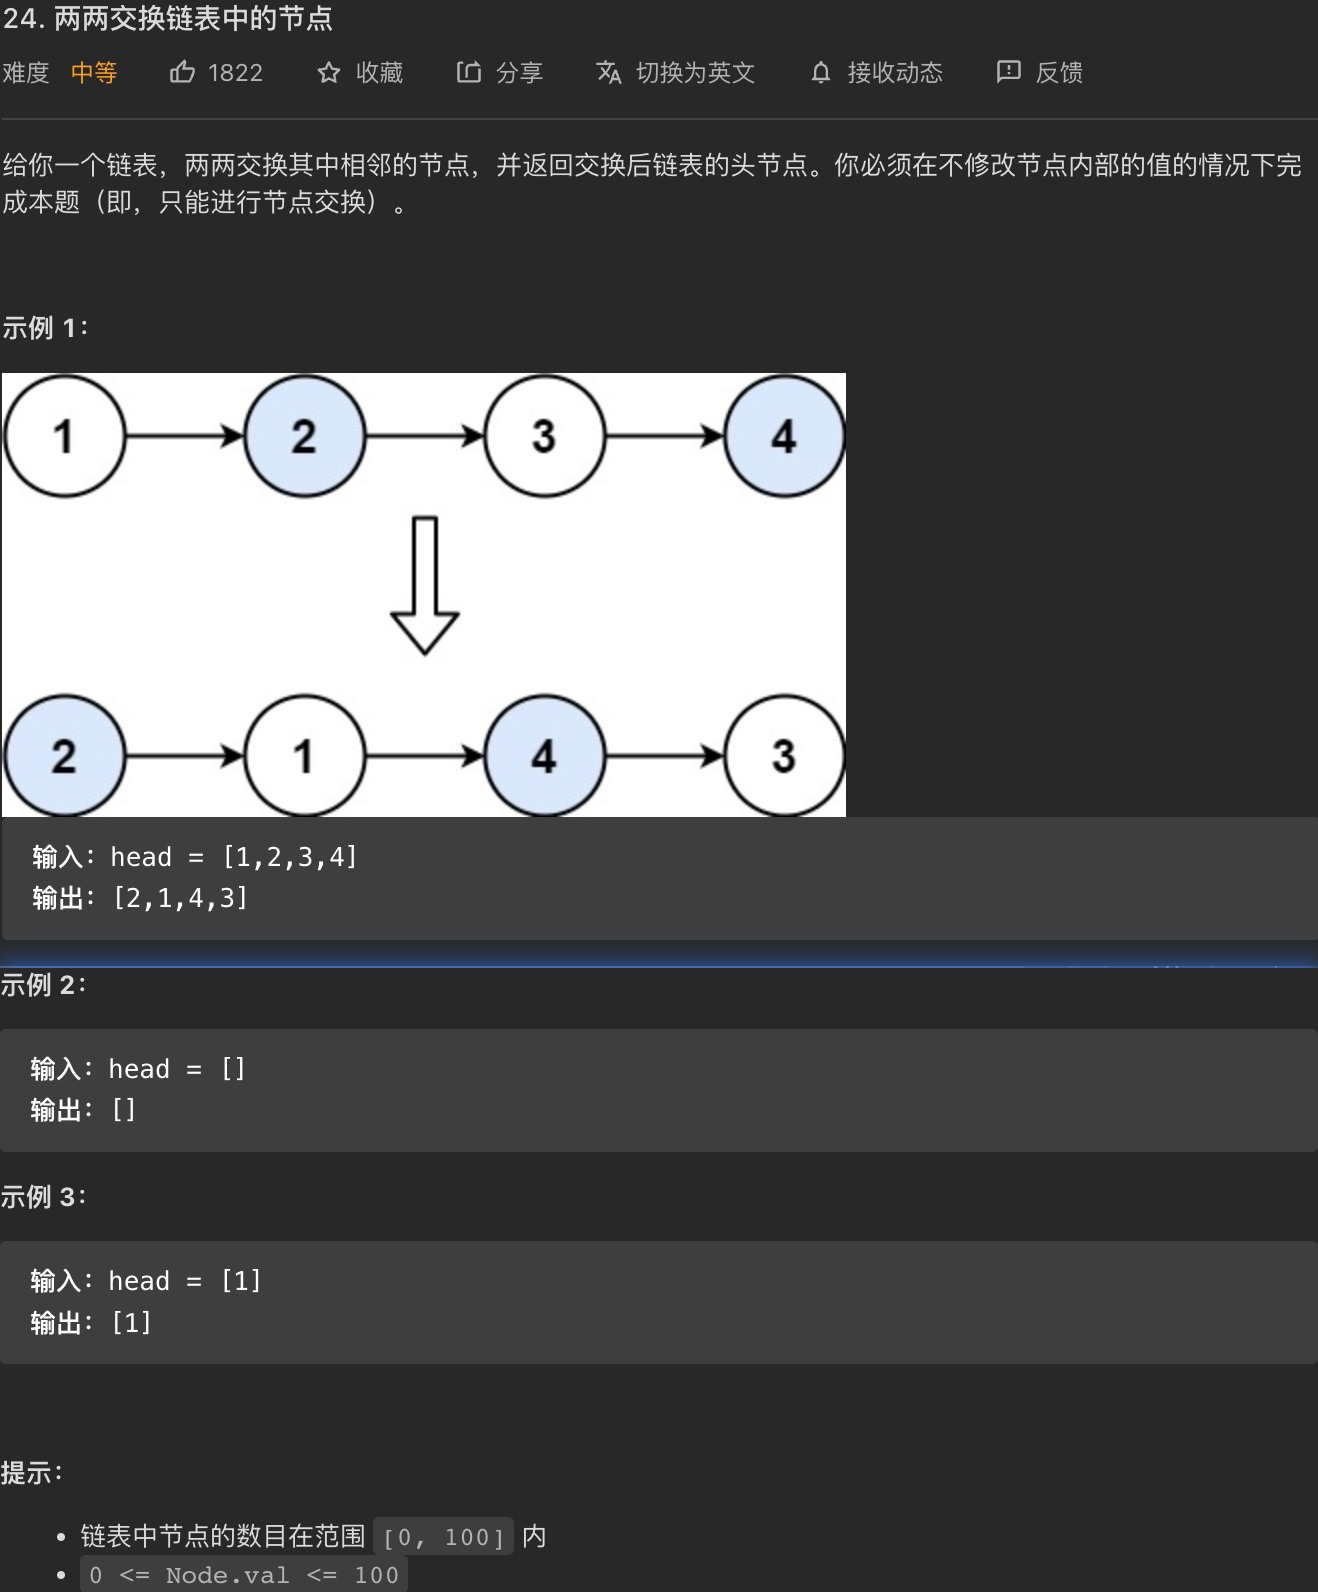 24. 两两交换链表中的节点
难度 中等 1822 收藏 分享 切换为英文 接收动态 反馈
给你一个链表，两两交换其中相邻的节点，并返回交换后链表的头节点。你必须在不修改节点内部的值的情况下完
成本题（即，只能进行节点交换）。
示例 1：
1 2 3 4
2 1 4 3
输入：head = [1,2,3,4]
输出：[2,1,4,3]
示例 2：
输入：head = []
输出：[]
示例 3：
输入：head = [1]
输出：[1]
提示：
• 链表中节点的数目在范围 [0, 100] 内
• 0 <= Node.val <= 100